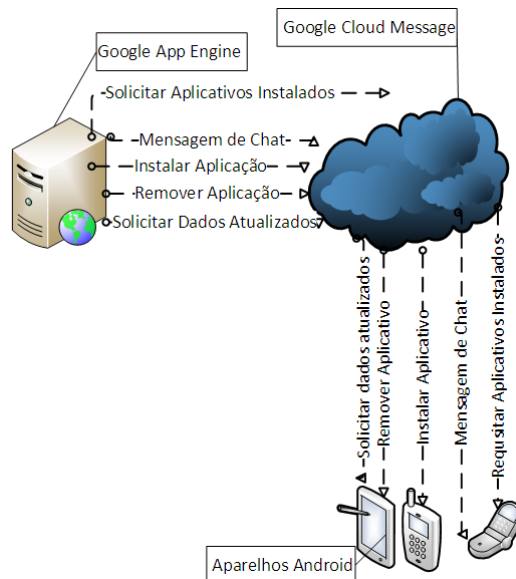 Google Cloud Message
Google App Engine
Solicitar Aplicativos Instalados
Mensagem de Chat
Instalar Aplicação
Remover Aplicação
Solicitar Dados Atualizados
Solicitar dados atualizados
Remover Aplicativo
Instalar Aplicativo
Mensagem de Chat
Requsitar Aplicativos Instalados
Aparelhos Android